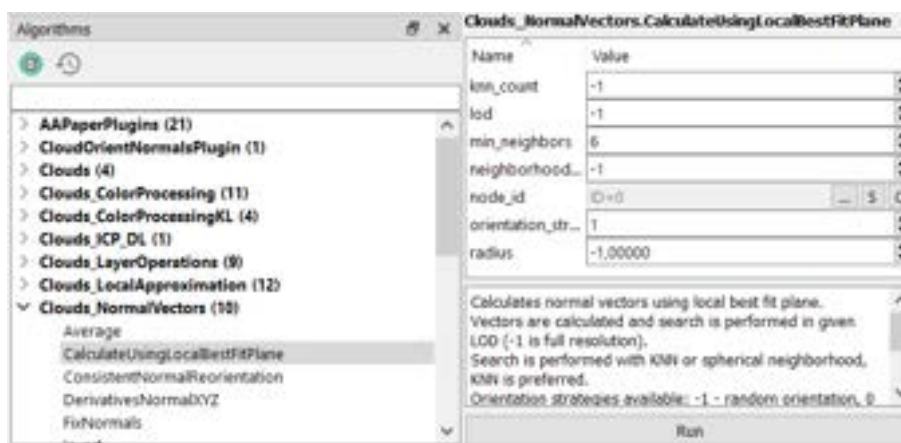 Algorithms
AAPaperPlugins (21)
CloudOrientNormalsPlugin (1)
Clouds (4)
Clouds_ColorProcessing (11)
Clouds_ColorProcessingKL (4)
Clouds_ICP_DL (1)
Clouds_LayerOperations (9)
Clouds_LocalApproximation (12)
Clouds_NormalVectors (10)
Average
CalculateUsingLocalBestFitPlane
ConsistentNormalReorientation
DerivativesNormalXYZ
FixNormals
Clouds_NormalVectors.CalculateUsingLocalBestFitPlane
Name Value
knn_count -1
lod -1
min_neighbors 6
neighborhood... -1
node_id ID=0 ... S
orientation_str... 1
radius -1,00000
Calculates normal vectors using local best fit plane.
Vectors are calculated and search is performed in given
LOD (-1 is full resolution).
Search is performed with KNN or spherical neighborhood,
KNN is preferred.
Orientation strategies available: -1 - random orientation, 0
Run